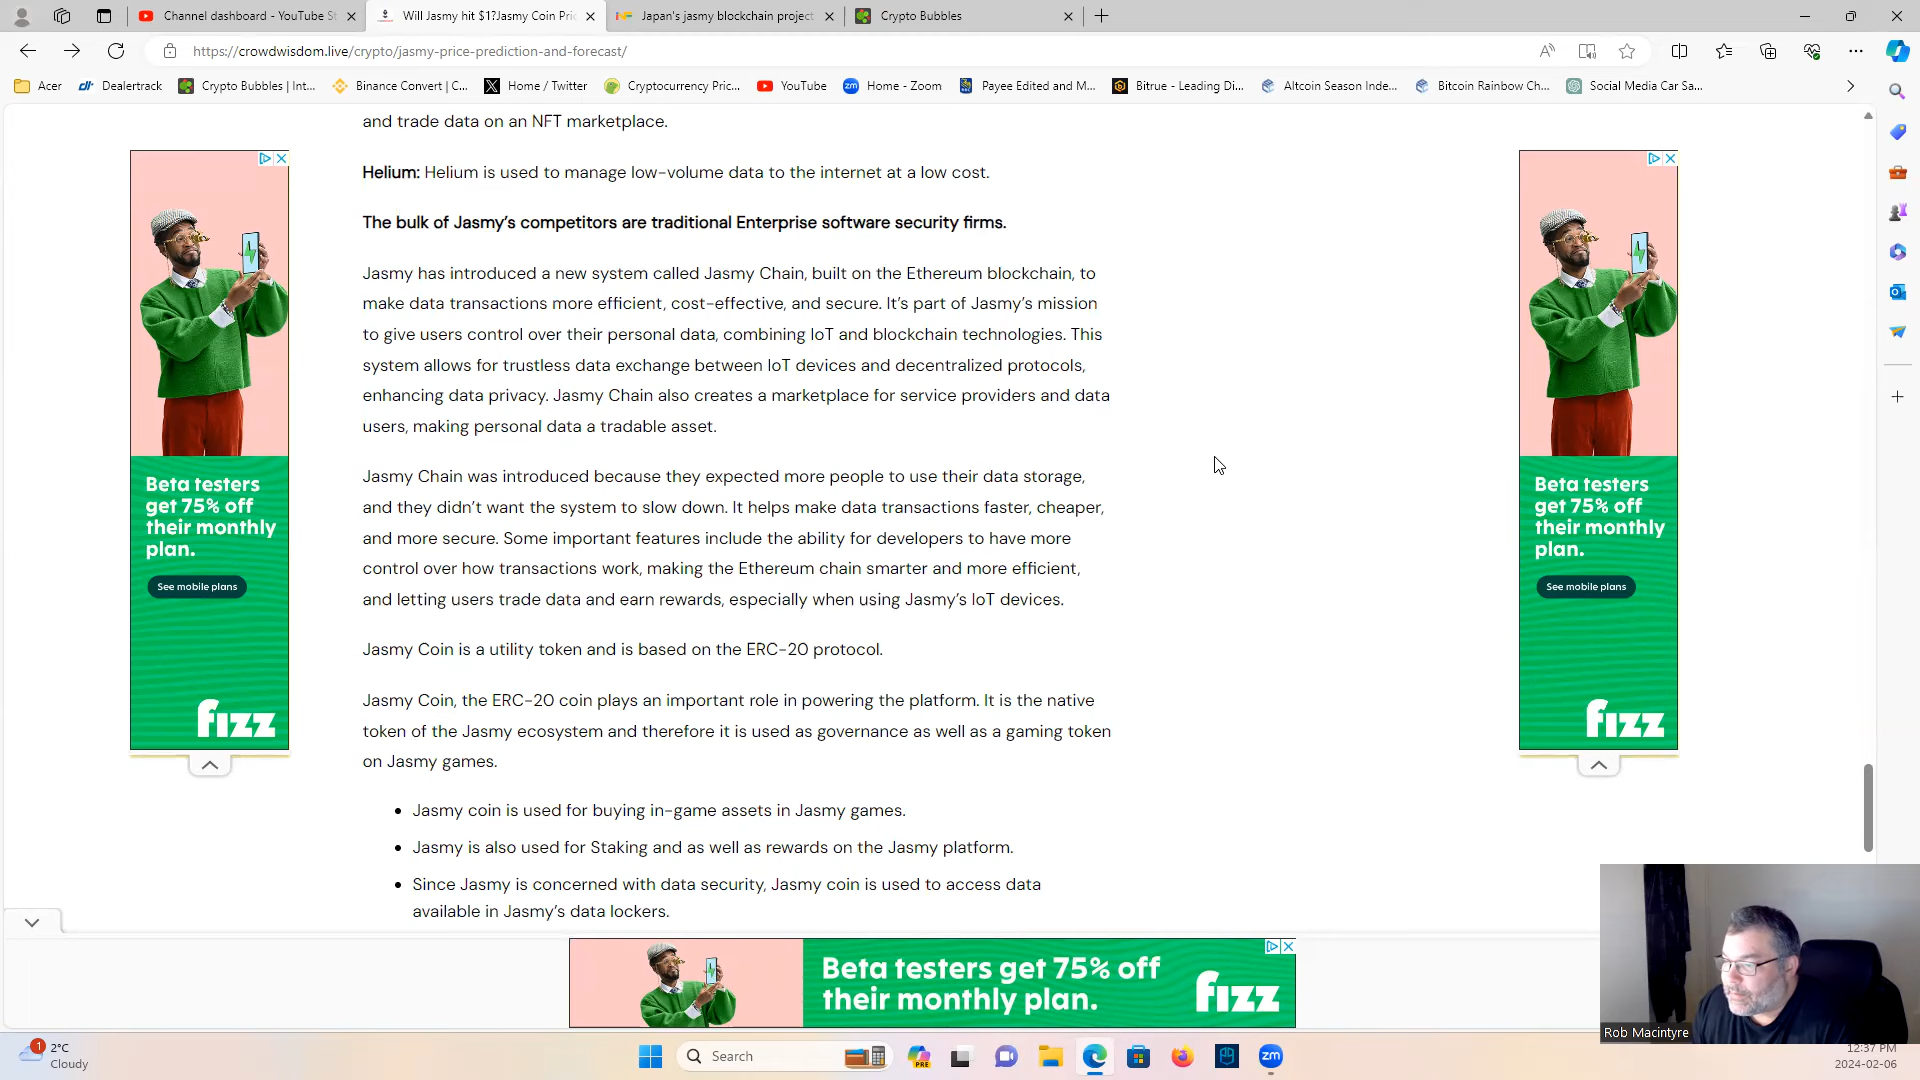 Channel dashboard - YouTube St
Will Jasmy hit $1?Jasmy Coin Pric
Japan's jasmy blockchain project
Crypto Bubbles
https://crowdwisdom.live/crypto/jasmy-price-prediction-and-forecast/
Acer
Dealertrack
Crypto Bubbles | Int...
Binance Convert | C...
Home / Twitter
Cryptocurrency Pric...
YouTube
Home - Zoom
Payee Edited and M...
Bitrue - Leading Di...
Altcoin Season Inde...
Bitcoin Rainbow Ch...
Social Media Car Sa...
and trade data on an NFT marketplace.
Helium: Helium is used to manage low-volume data to the internet at a low cost.
The bulk of Jasmy’s competitors are traditional Enterprise software security firms.
Jasmy has introduced a new system called Jasmy Chain, built on the Ethereum blockchain, to
make data transactions more efficient, cost-effective, and secure. It’s part of Jasmy’s mission
to give users control over their personal data, combining IoT and blockchain technologies. This
system allows for trustless data exchange between IoT devices and decentralized protocols,
enhancing data privacy. Jasmy Chain also creates a marketplace for service providers and data
users, making personal data a tradable asset.
Jasmy Chain was introduced because they expected more people to use their data storage,
and they didn’t want the system to slow down. It helps make data transactions faster, cheaper,
and more secure. Some important features include the ability for developers to have more
control over how transactions work, making the Ethereum chain smarter and more efficient,
and letting users trade data and earn rewards, especially when using Jasmy’s IoT devices.
Jasmy Coin is a utility token and is based on the ERC-20 protocol.
Jasmy Coin, the ERC-20 coin plays an important role in powering the platform. It is the native
token of the Jasmy ecosystem and therefore it is used as governance as well as a gaming token
on Jasmy games.
• Jasmy coin is used for buying in-game assets in Jasmy games.
• Jasmy is also used for Staking and as well as rewards on the Jasmy platform.
• Since Jasmy is concerned with data security, Jasmy coin is used to access data
available in Jasmy’s data lockers.
Beta testers
get 75% off
their monthly
plan.
See mobile plans
fizz
Beta testers
get 75% off
their monthly
plan.
See mobile plans
fizz
Beta testers get 75% off
their monthly plan.
fizz
Rob Macintyre
1
2°C
Cloudy
Search
PRE
zm
12:37 PM
2024-02-06